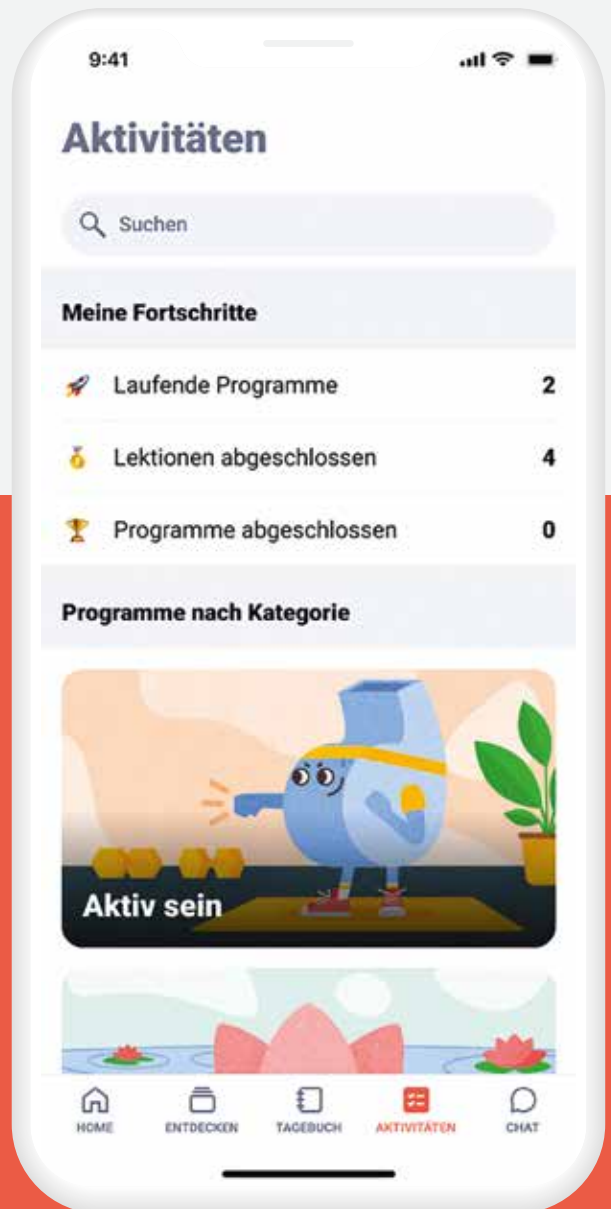 9:41
Aktivitäten
Suchen
Meine Fortschritte
Laufende Programme 2
Lektionen abgeschlossen 4
Programme abgeschlossen 0
Programme nach Kategorie
Aktiv sein
HOME ENTDECKEN TAGEBUCH AKTIVITÄTEN CHAT